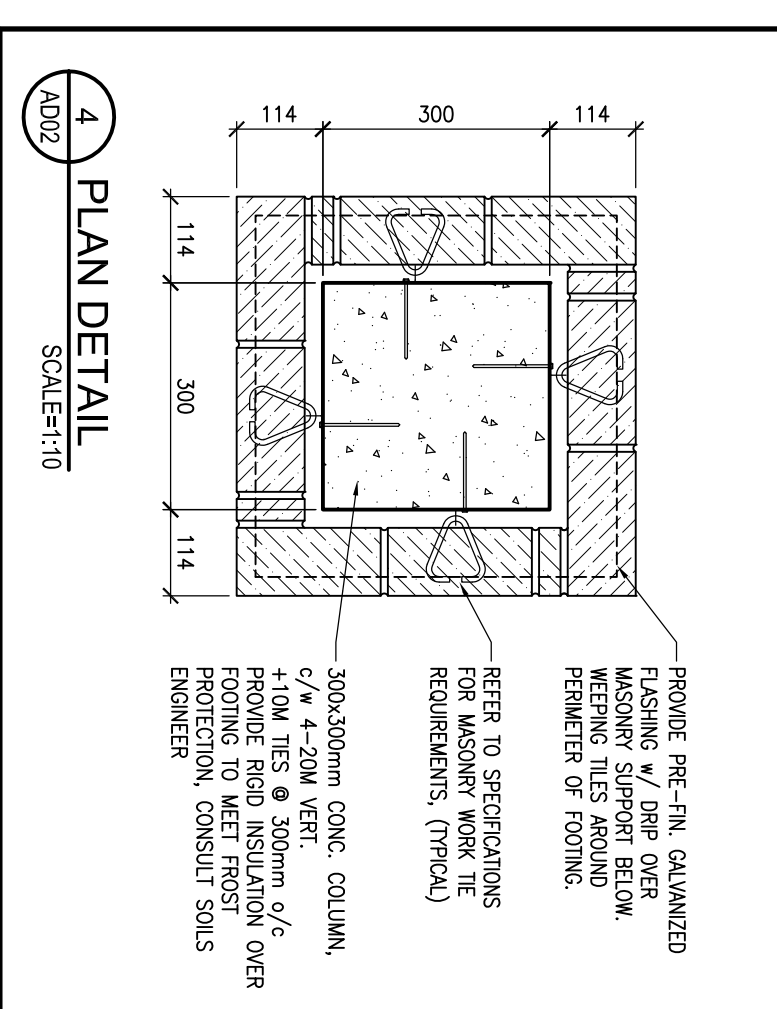 PROVIDE PRE-FIN. GALVANIZED
FLASHING w/ DRIP OVER
MASONRY SUPPORT BELOW.
WEEPING TILES AROUND
PERIMETER OF FOOTING.
REFER TO SPECIFICATIONS
FOR MASONRY WORK TIE
REQUIREMENTS, (TYPICAL)
300x300mm CONC. COLUMN,
c/w 4-20M VERT.
+10M TIES @ 300mm o/c
PROVIDE RIGID INSULATION OVER
FOOTING TO MEET FROST
PROTECTION, CONSULT SOILS
ENGINEER
114
300
114
114
300
114
4
AD02
PLAN DETAIL
SCALE=1:10